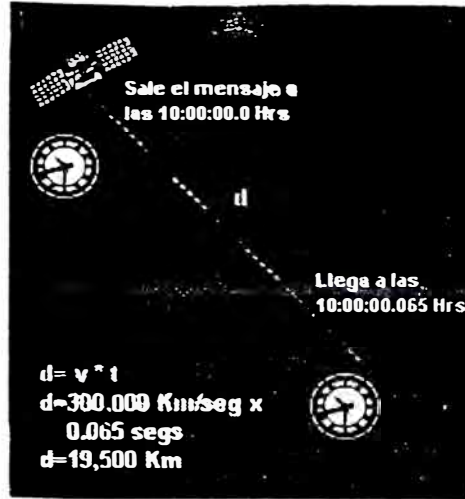 Sale el mensaje a
las 10:00:00.0 Hrs
d
Llega a las
10:00:00.065 Hrs
d= v * t
d=300.000 Km/seg x
0.065 segs
d=19,500 Km